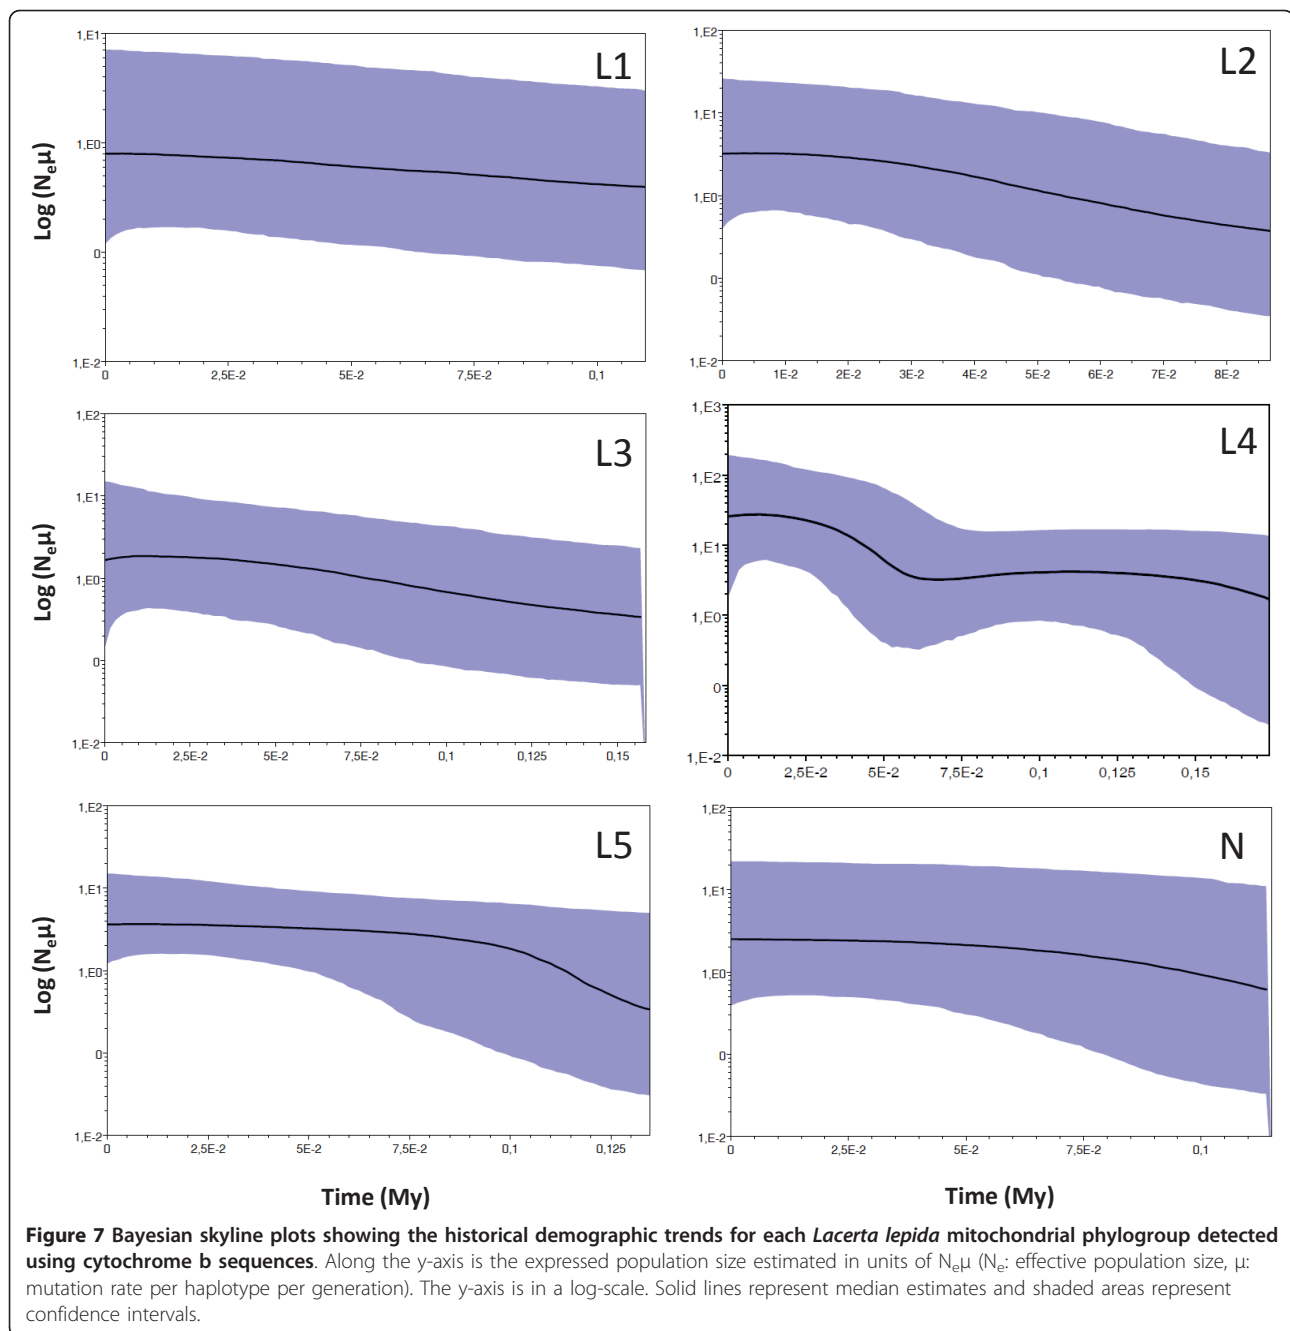 L1
1,E1
1,E0
0
1,E-2
0
2,5E-2
5E-2
7,5E-2
0,1
Log (Neμ)
L2
1,E2
1,E1
1,E0
0
1,E-2
0
1E-2
2E-2
3E-2
4E-2
5E-2
6E-2
7E-2
8E-2
L3
1,E2
1,E1
1,E0
0
1,E-2
0
2,5E-2
5E-2
7,5E-2
0,1
0,125
0,15
Log (Neμ)
L4
1,E3
1,E2
1,E1
1,E0
0
1,E-2
0
2,5E-2
5E-2
7,5E-2
0,1
0,125
0,15
L5
1,E2
1,E1
1,E0
0
1,E-2
0
2,5E-2
5E-2
7,5E-2
0,1
0,125
Log (Neμ)
Time (My)
N
1,E2
1,E1
1,E0
0
1,E-2
0
2,5E-2
5E-2
7,5E-2
0,1
Time (My)
Figure 7 Bayesian skyline plots showing the historical demographic trends for each Lacerta lepida mitochondrial phylogroup detected
using cytochrome b sequences. Along the y-axis is the expressed population size estimated in units of Neμ (Ne: effective population size, μ:
mutation rate per haplotype per generation). The y-axis is in a log-scale. Solid lines represent median estimates and shaded areas represent
confidence intervals.